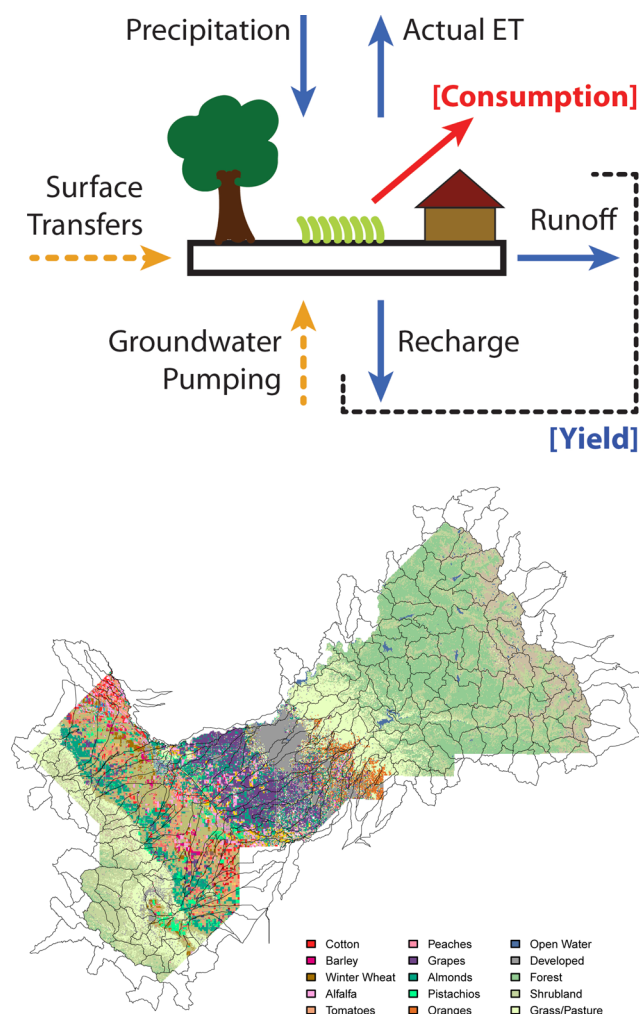 Precipitation
Actual ET
[Consumption]
Surface
Transfers
Runoff
Groundwater
Pumping
Recharge
[Yield]
Cotton
Peaches
Open Water
Barley
Grapes
Developed
Winter Wheat
Almonds
Forest
Alfalfa
Pistachios
Shrubland
Tomatoes
Oranges
Grass/Pasture